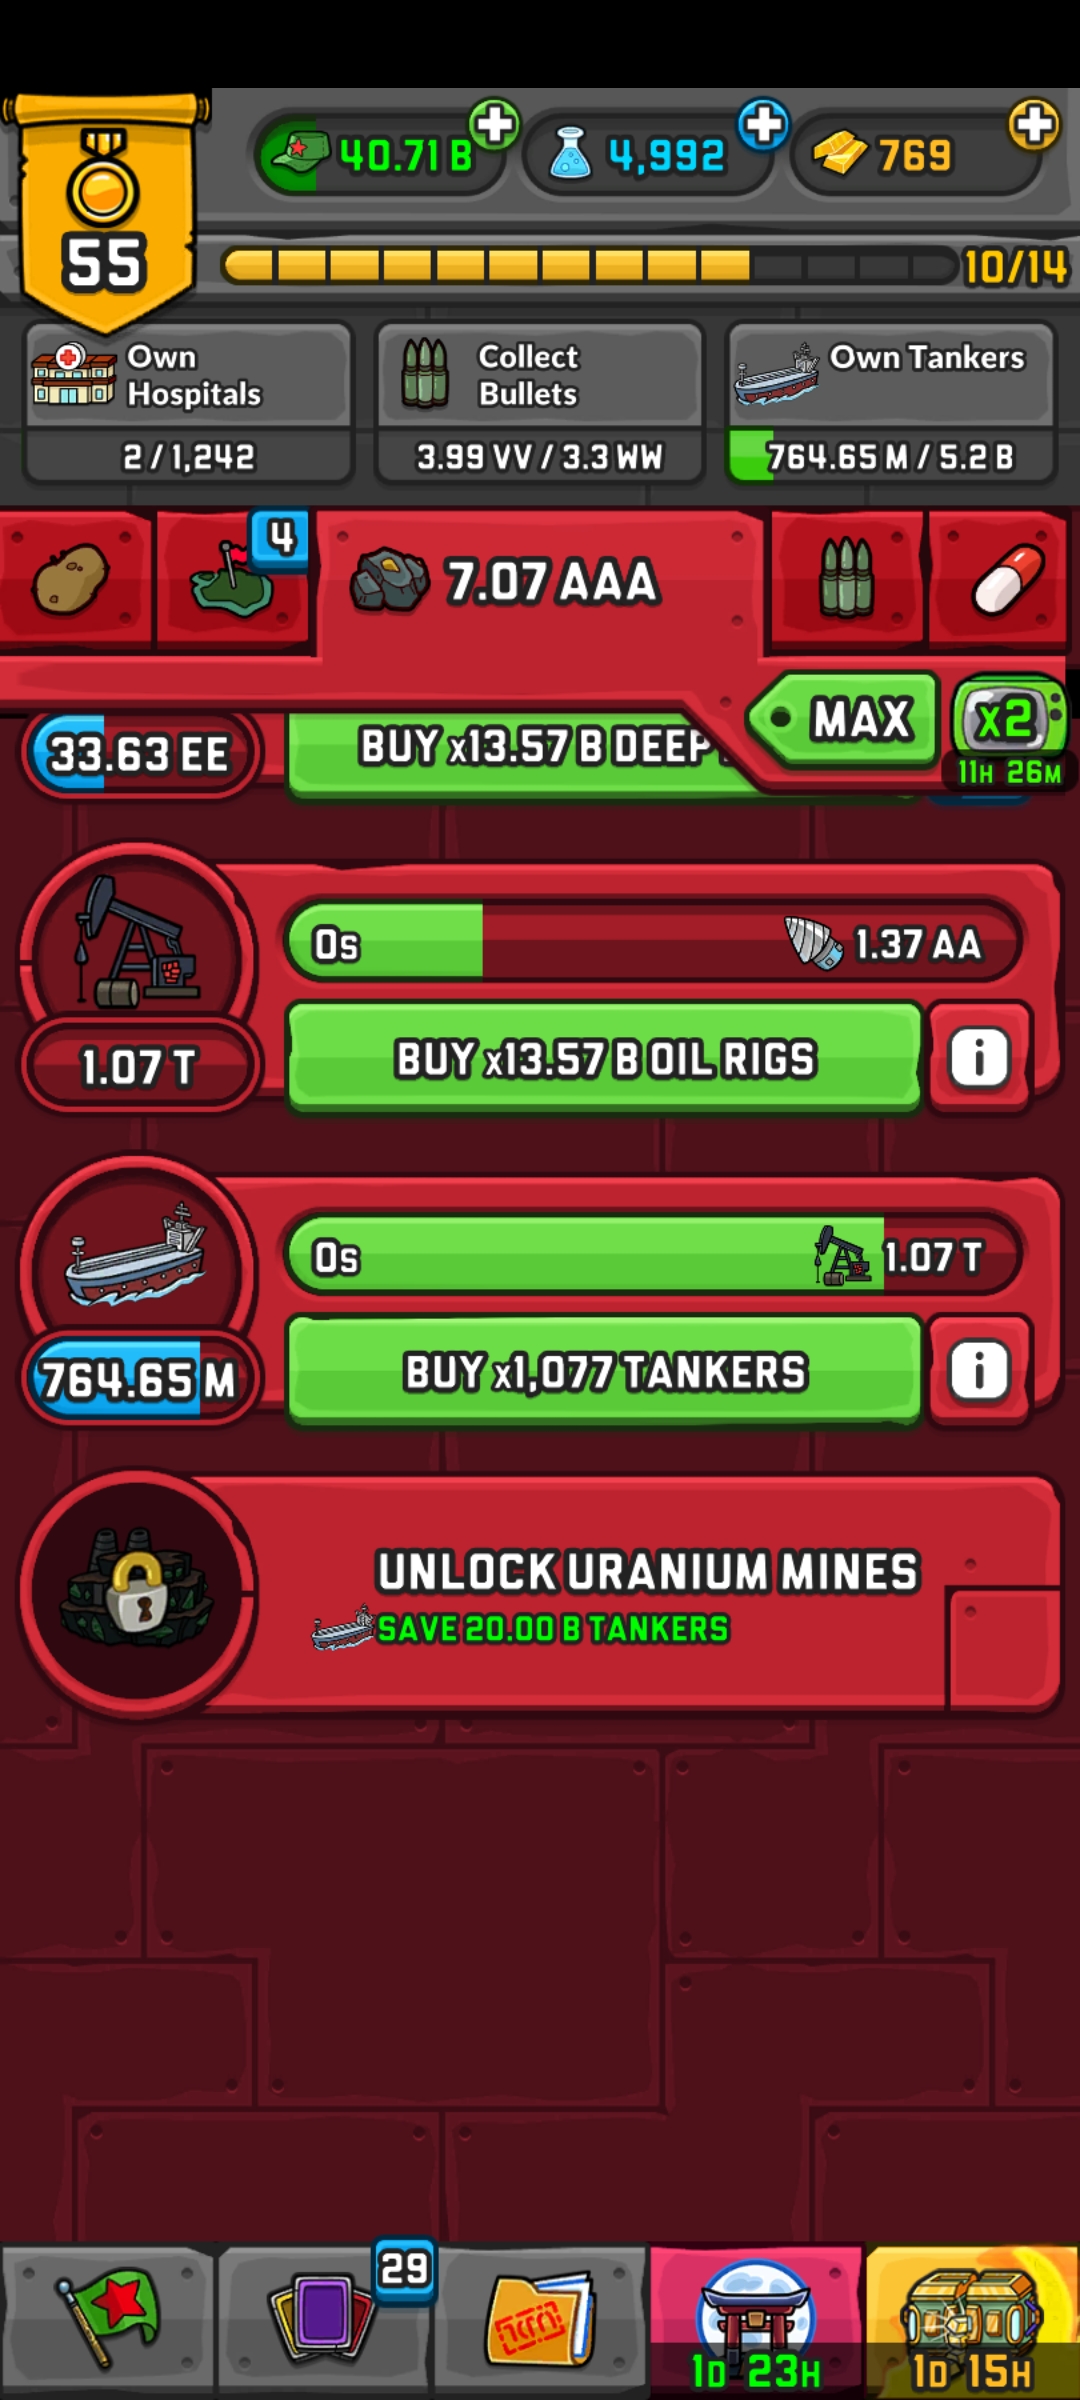 40.71 B
4,992
769
55
10/14
Own
Hospitals
2 / 1,242
Collect
Bullets
3.99 VV / 3.3 WW
Own Tankers
764.65 M / 5.2 B
4
7.07 AAA
MAX
x2
11H 26M
33.63 EE
BUY x13.57 B DEEP
0s
1.37 AA
1.07 T
BUY x13.57 B OIL RIGS
i
0s
1.07 T
764.65 M
BUY x1,077 TANKERS
i
UNLOCK URANIUM MINES
SAVE 20.00 B TANKERS
29
1D 23H
1D 15H